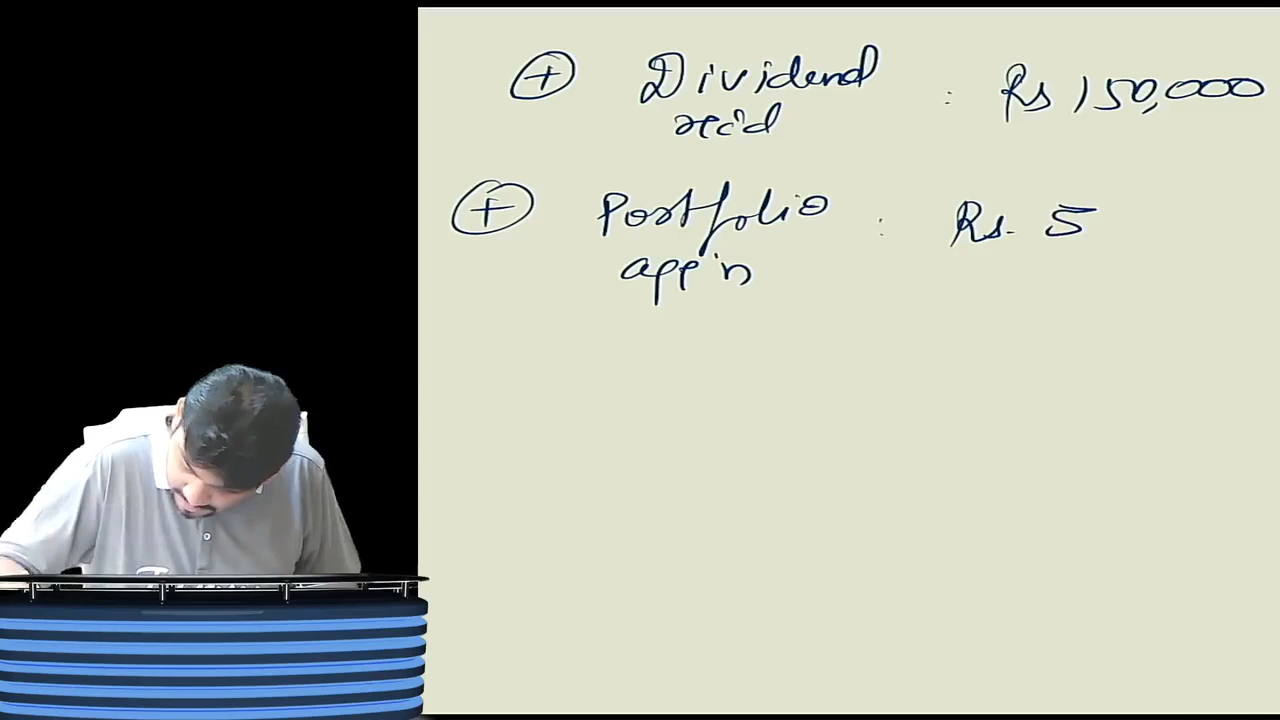 + Dividend : Rs 150,000
rec'd
+ Portfolio : Rs. 5
app'n